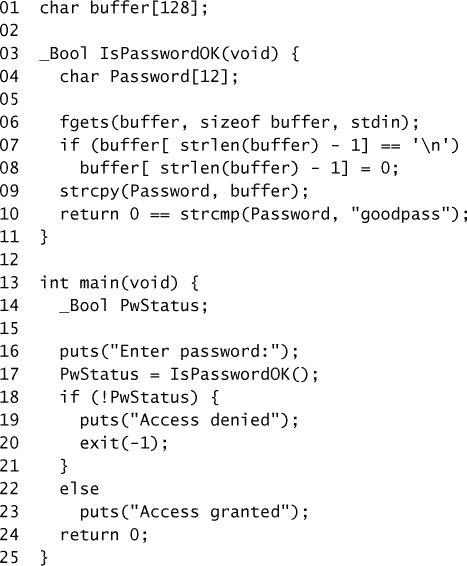 01 char buffer[128];
02
03 _Bool IsPasswordOK(void) {
04   char Password[12];
05
06   fgets(buffer, sizeof buffer, stdin);
07   if (buffer[ strlen(buffer) - 1] == '\n')
08     buffer[ strlen(buffer) - 1] = 0;
09   strcpy(Password, buffer);
10   return 0 == strcmp(Password, "goodpass");
11 }
12
13 int main(void) {
14   _Bool PwStatus;
15
16   puts("Enter password:");
17   PwStatus = IsPasswordOK();
18   if (!PwStatus) {
19     puts("Access denied");
20     exit(-1);
21   }
22   else
23     puts("Access granted");
24   return 0;
25 }